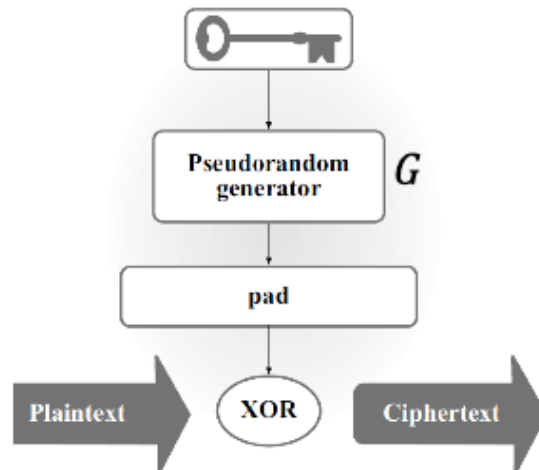 Pseudorandom
generator
G
pad
Plaintext
XOR
Ciphertext